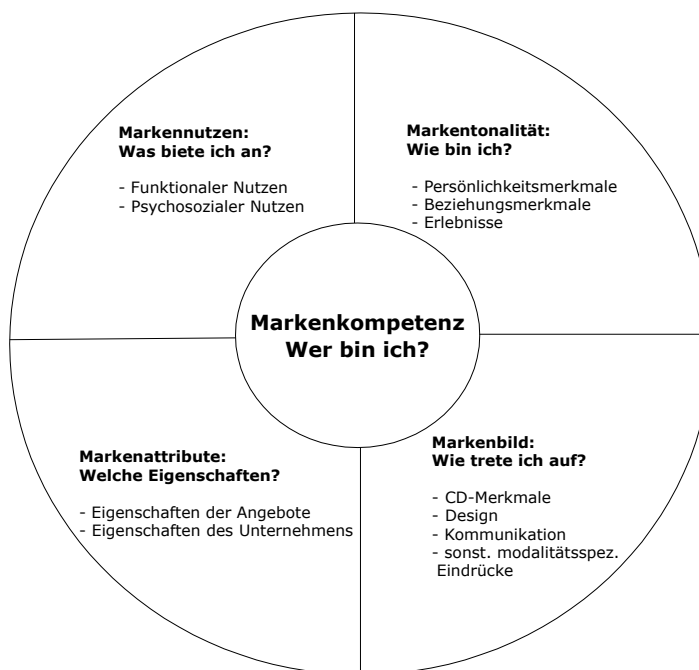 Markennutzen:
Was biete ich an?
- Funktionaler Nutzen
- Psychosozialer Nutzen
Markentonalität:
Wie bin ich?
- Persönlichkeitsmerkmale
- Beziehungsmerkmale
- Erlebnisse
Markenkompetenz
Wer bin ich?
Markenattribute:
Welche Eigenschaften?
- Eigenschaften der Angebote
- Eigenschaften des Unternehmens
Markenbild:
Wie trete ich auf?
- CD-Merkmale
- Design
- Kommunikation
- sonst. modalitätsspez.
Eindrücke